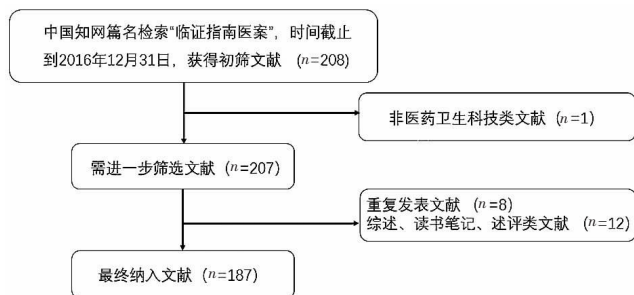 中国知网篇名检索“临证指南医案”，时间截止
到2016年12月31日，获得初筛文献 (n=208)
非医药卫生科技类文献 (n=1)
需进一步筛选文献 (n=207)
重复发表文献 (n=8)
综述、读书笔记、述评类文献 (n=12)
最终纳入文献 (n=187)